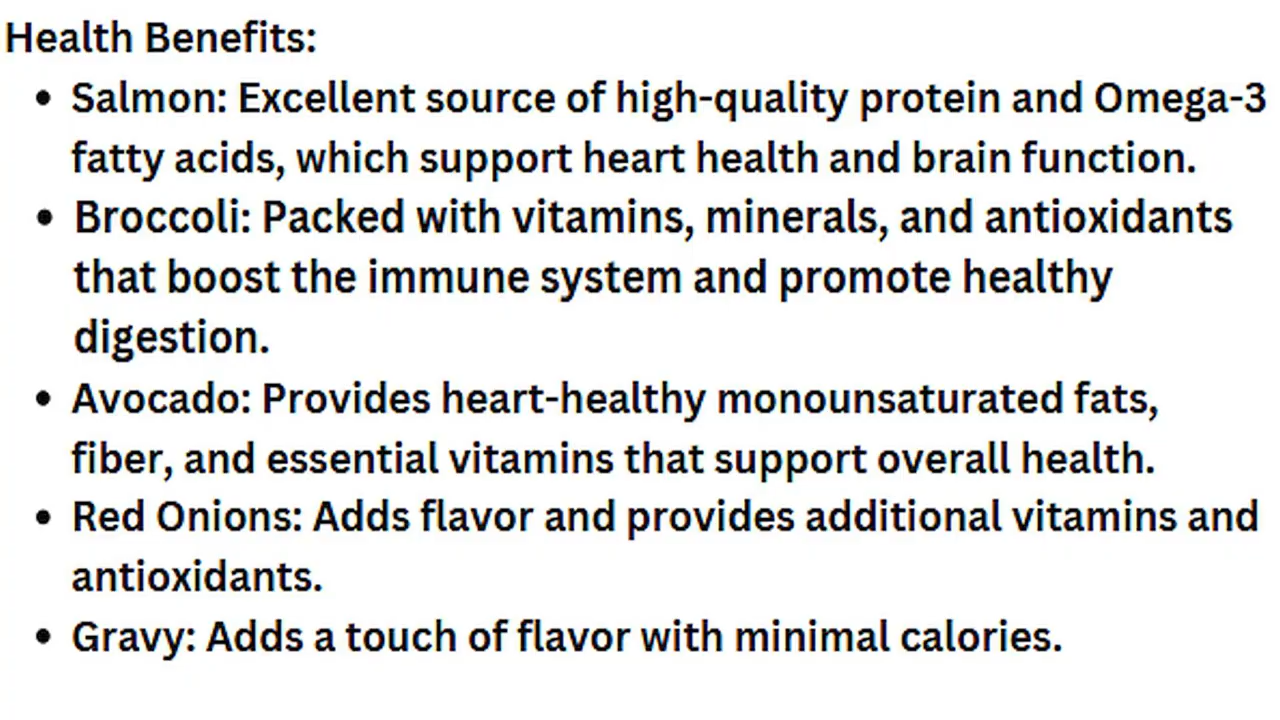 Health Benefits:
• Salmon: Excellent source of high-quality protein and Omega-3
fatty acids, which support heart health and brain function.
• Broccoli: Packed with vitamins, minerals, and antioxidants
that boost the immune system and promote healthy
digestion.
• Avocado: Provides heart-healthy monounsaturated fats,
fiber, and essential vitamins that support overall health.
• Red Onions: Adds flavor and provides additional vitamins and
antioxidants.
• Gravy: Adds a touch of flavor with minimal calories.